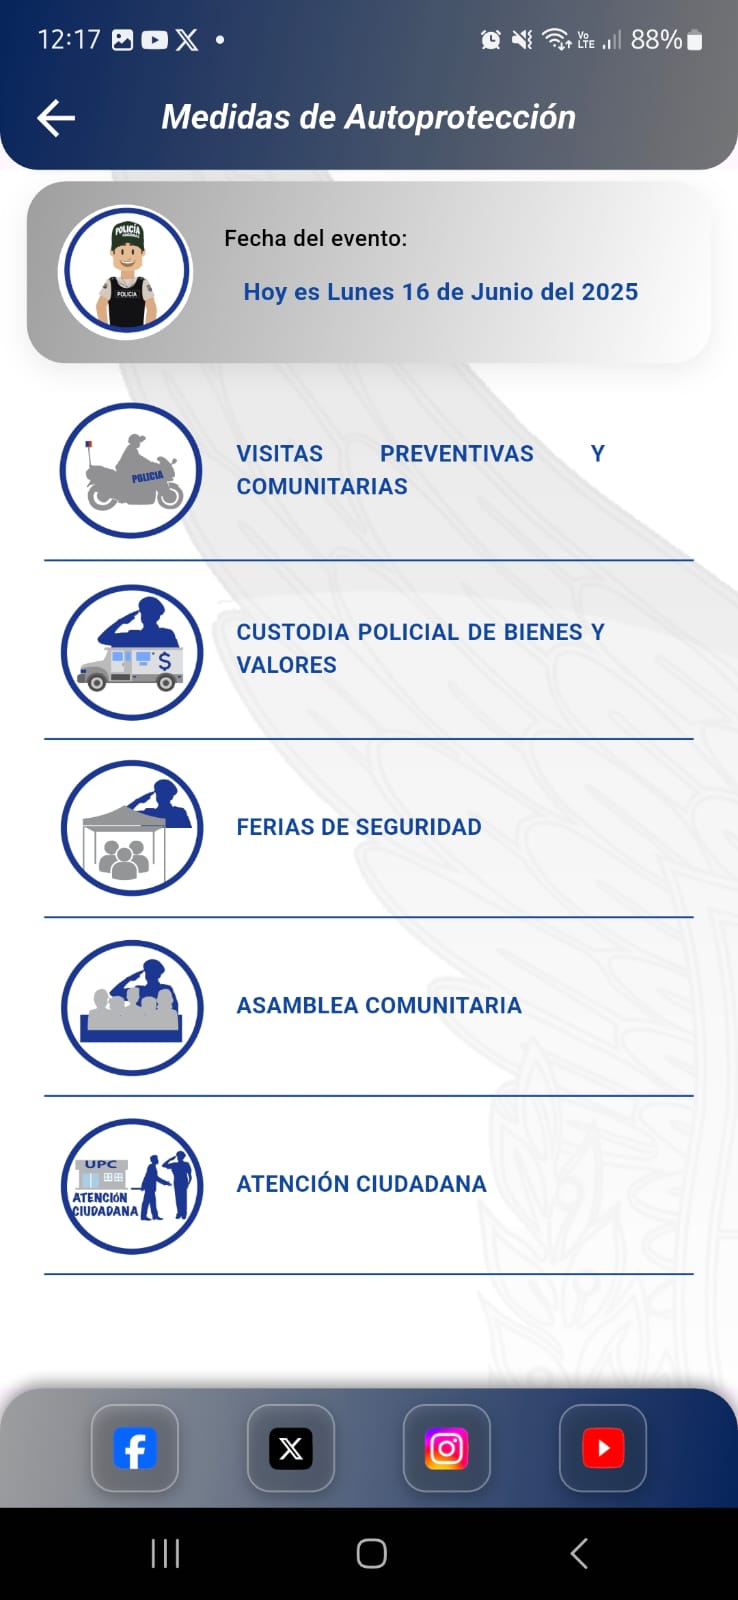 12:17
Vo
LTE
88%
Medidas de Autoprotección
POLICÍA
POLICIA
Fecha del evento:
Hoy es Lunes 16 de Junio del 2025
POLICIA
VISITAS PREVENTIVAS Y
COMUNITARIAS
$
CUSTODIA POLICIAL DE BIENES Y
VALORES
FERIAS DE SEGURIDAD
ASAMBLEA COMUNITARIA
UPC
ATENCIÓN
CIUDADANA
ATENCIÓN CIUDADANA